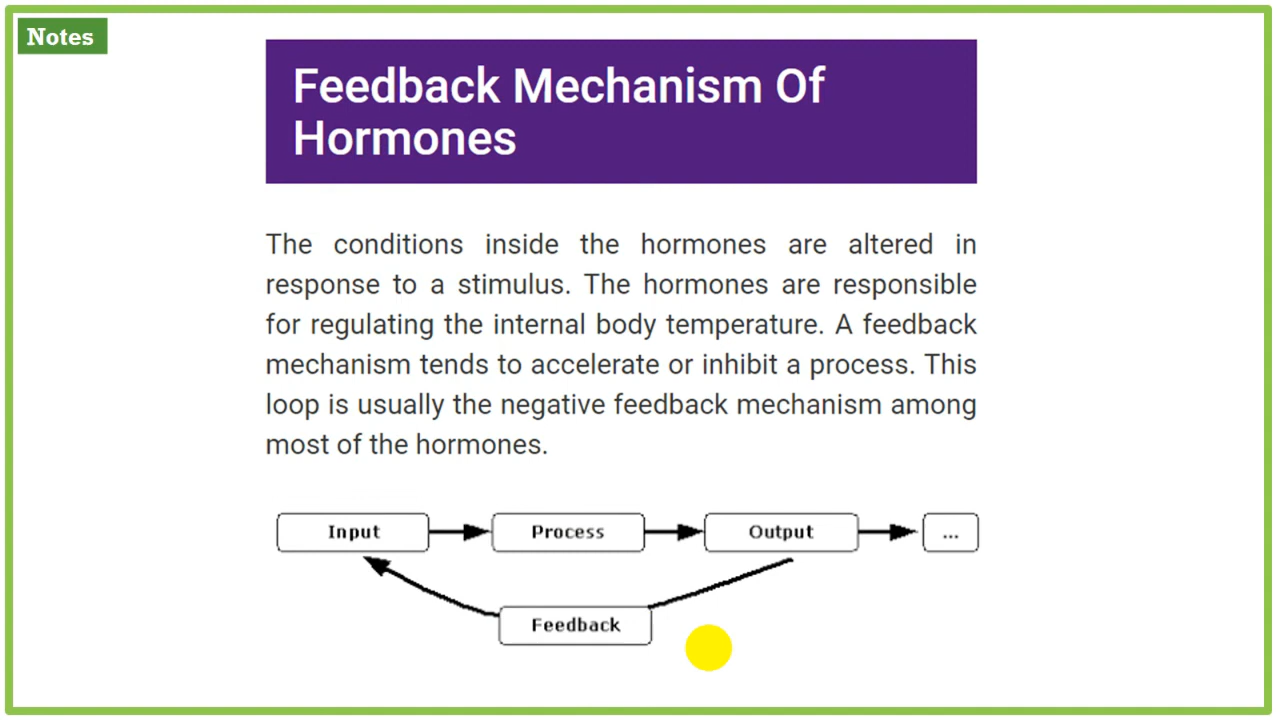 Notes
Feedback Mechanism Of
Hormones
The conditions inside the hormones are altered in
response to a stimulus. The hormones are responsible
for regulating the internal body temperature. A feedback
mechanism tends to accelerate or inhibit a process. This
loop is usually the negative feedback mechanism among
most of the hormones.
Input
Process
Output
...
Feedback